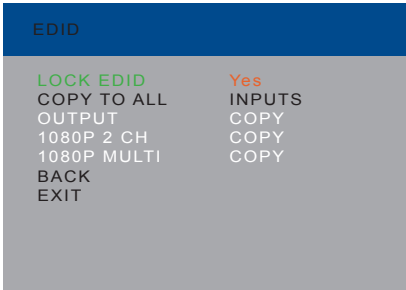 EDID
LOCK EDID Yes
COPY TO ALL INPUTS
OUTPUT COPY
1080P 2 CH COPY
1080P MULTI COPY
BACK
EXIT